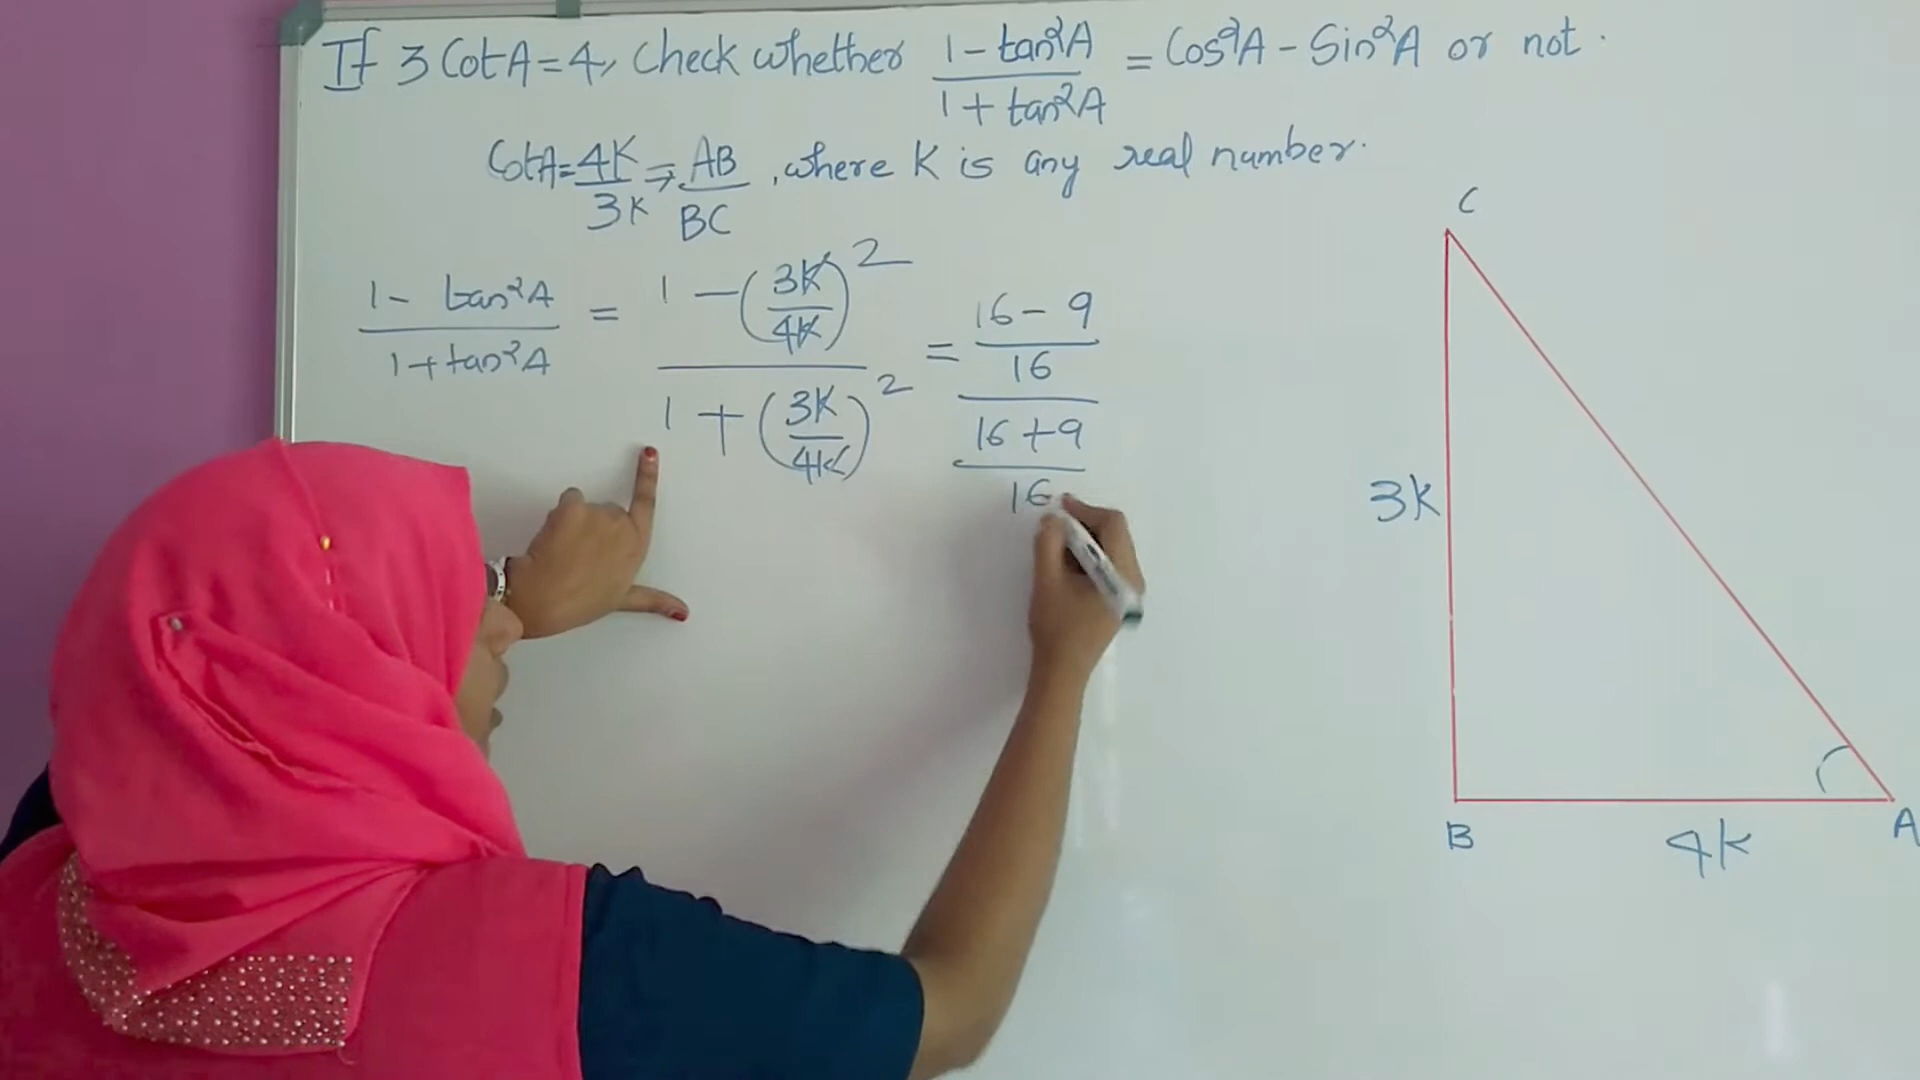 If 3 Cot A = 4, Check whether (1 - tan²A)/(1 + tan²A) = Cos²A - Sin²A or not.
CotA = 4K/3K ⇒ AB/BC, where K is any real number.
(1 - tan²A)/(1 + tan²A) = (1 - (3K/4K)²)/(1 + (3K/4K)²) = ((16 - 9)/16)/((16 + 9)/16)
C
3K
B
4K
A